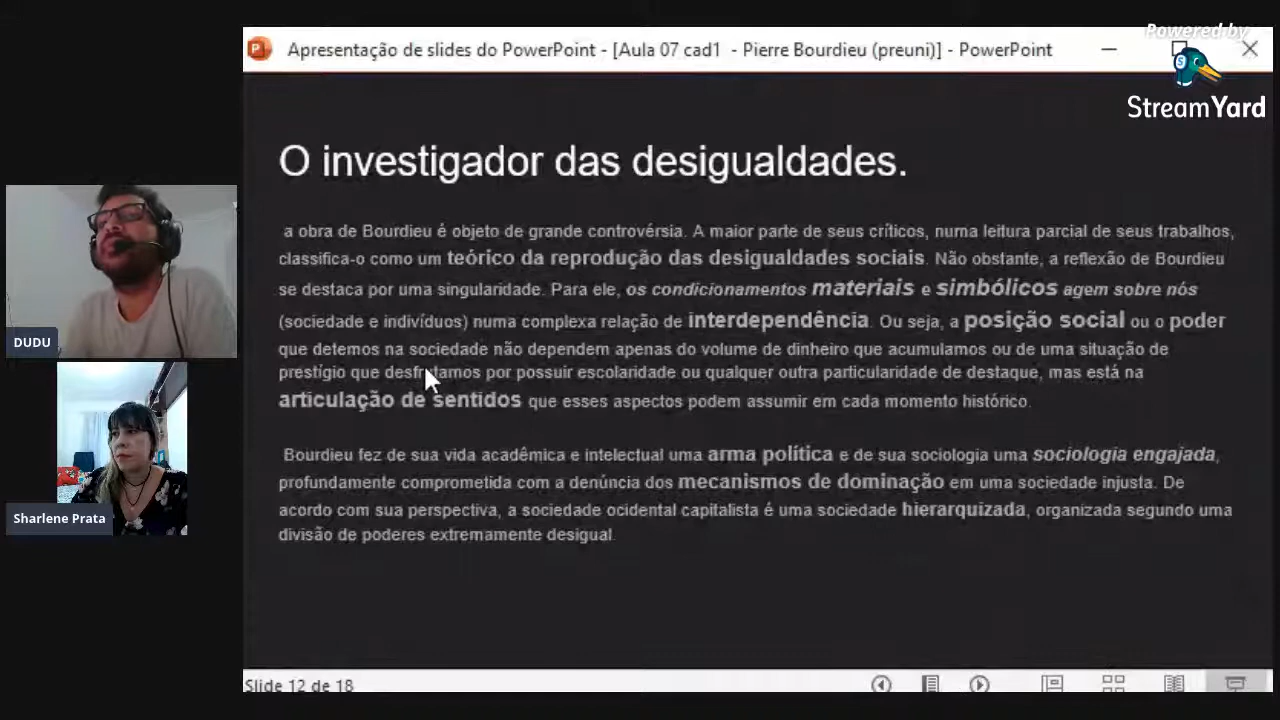 Powered by
StreamYard
Apresentação de slides do PowerPoint - [Aula 07 cad1 - Pierre Bourdieu (preuni)] - PowerPoint
O investigador das desigualdades.
a obra de Bourdieu é objeto de grande controvérsia. A maior parte de seus críticos, numa leitura parcial de seus trabalhos,
classifica-o como um teórico da reprodução das desigualdades sociais. Não obstante, a reflexão de Bourdieu
se destaca por uma singularidade. Para ele, os condicionamentos materiais e simbólicos agem sobre nós
(sociedade e indivíduos) numa complexa relação de interdependência. Ou seja, a posição social ou o poder
que detemos na sociedade não dependem apenas do volume de dinheiro que acumulamos ou de uma situação de
prestígio que desfrutamos por possuir escolaridade ou qualquer outra particularidade de destaque, mas está na
articulação de sentidos que esses aspectos podem assumir em cada momento histórico.
Bourdieu fez de sua vida acadêmica e intelectual uma arma política e de sua sociologia uma sociologia engajada,
profundamente comprometida com a denúncia dos mecanismos de dominação em uma sociedade injusta. De
acordo com sua perspectiva, a sociedade ocidental capitalista é uma sociedade hierarquizada, organizada segundo uma
divisão de poderes extremamente desigual.
DUDU
Sharlene Prata
Slide 12 de 18